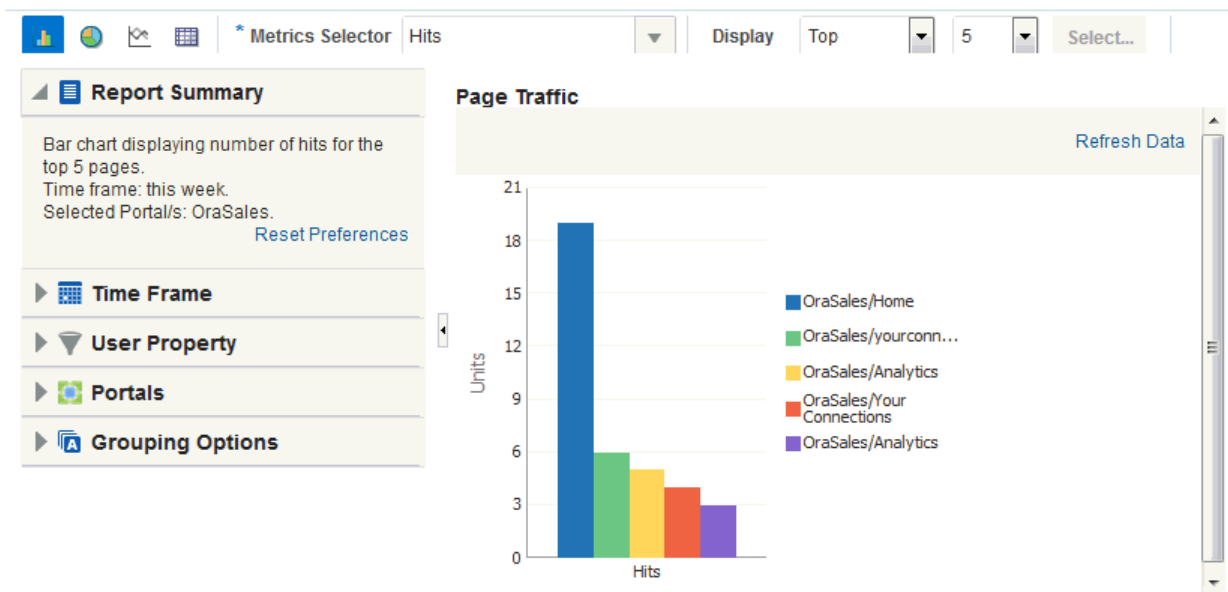 * Metrics Selector Hits Display Top 5 Select...
Report Summary
Bar chart displaying number of hits for the
top 5 pages.
Time frame: this week.
Selected Portal/s: OraSales.
Reset Preferences
Time Frame
User Property
Portals
A Grouping Options
Page Traffic
Refresh Data
21
18
15
12
9
6
3
0
Units
Hits
OraSales/Home
OraSales/yourconn...
OraSales/Analytics
OraSales/Your
Connections
OraSales/Analytics